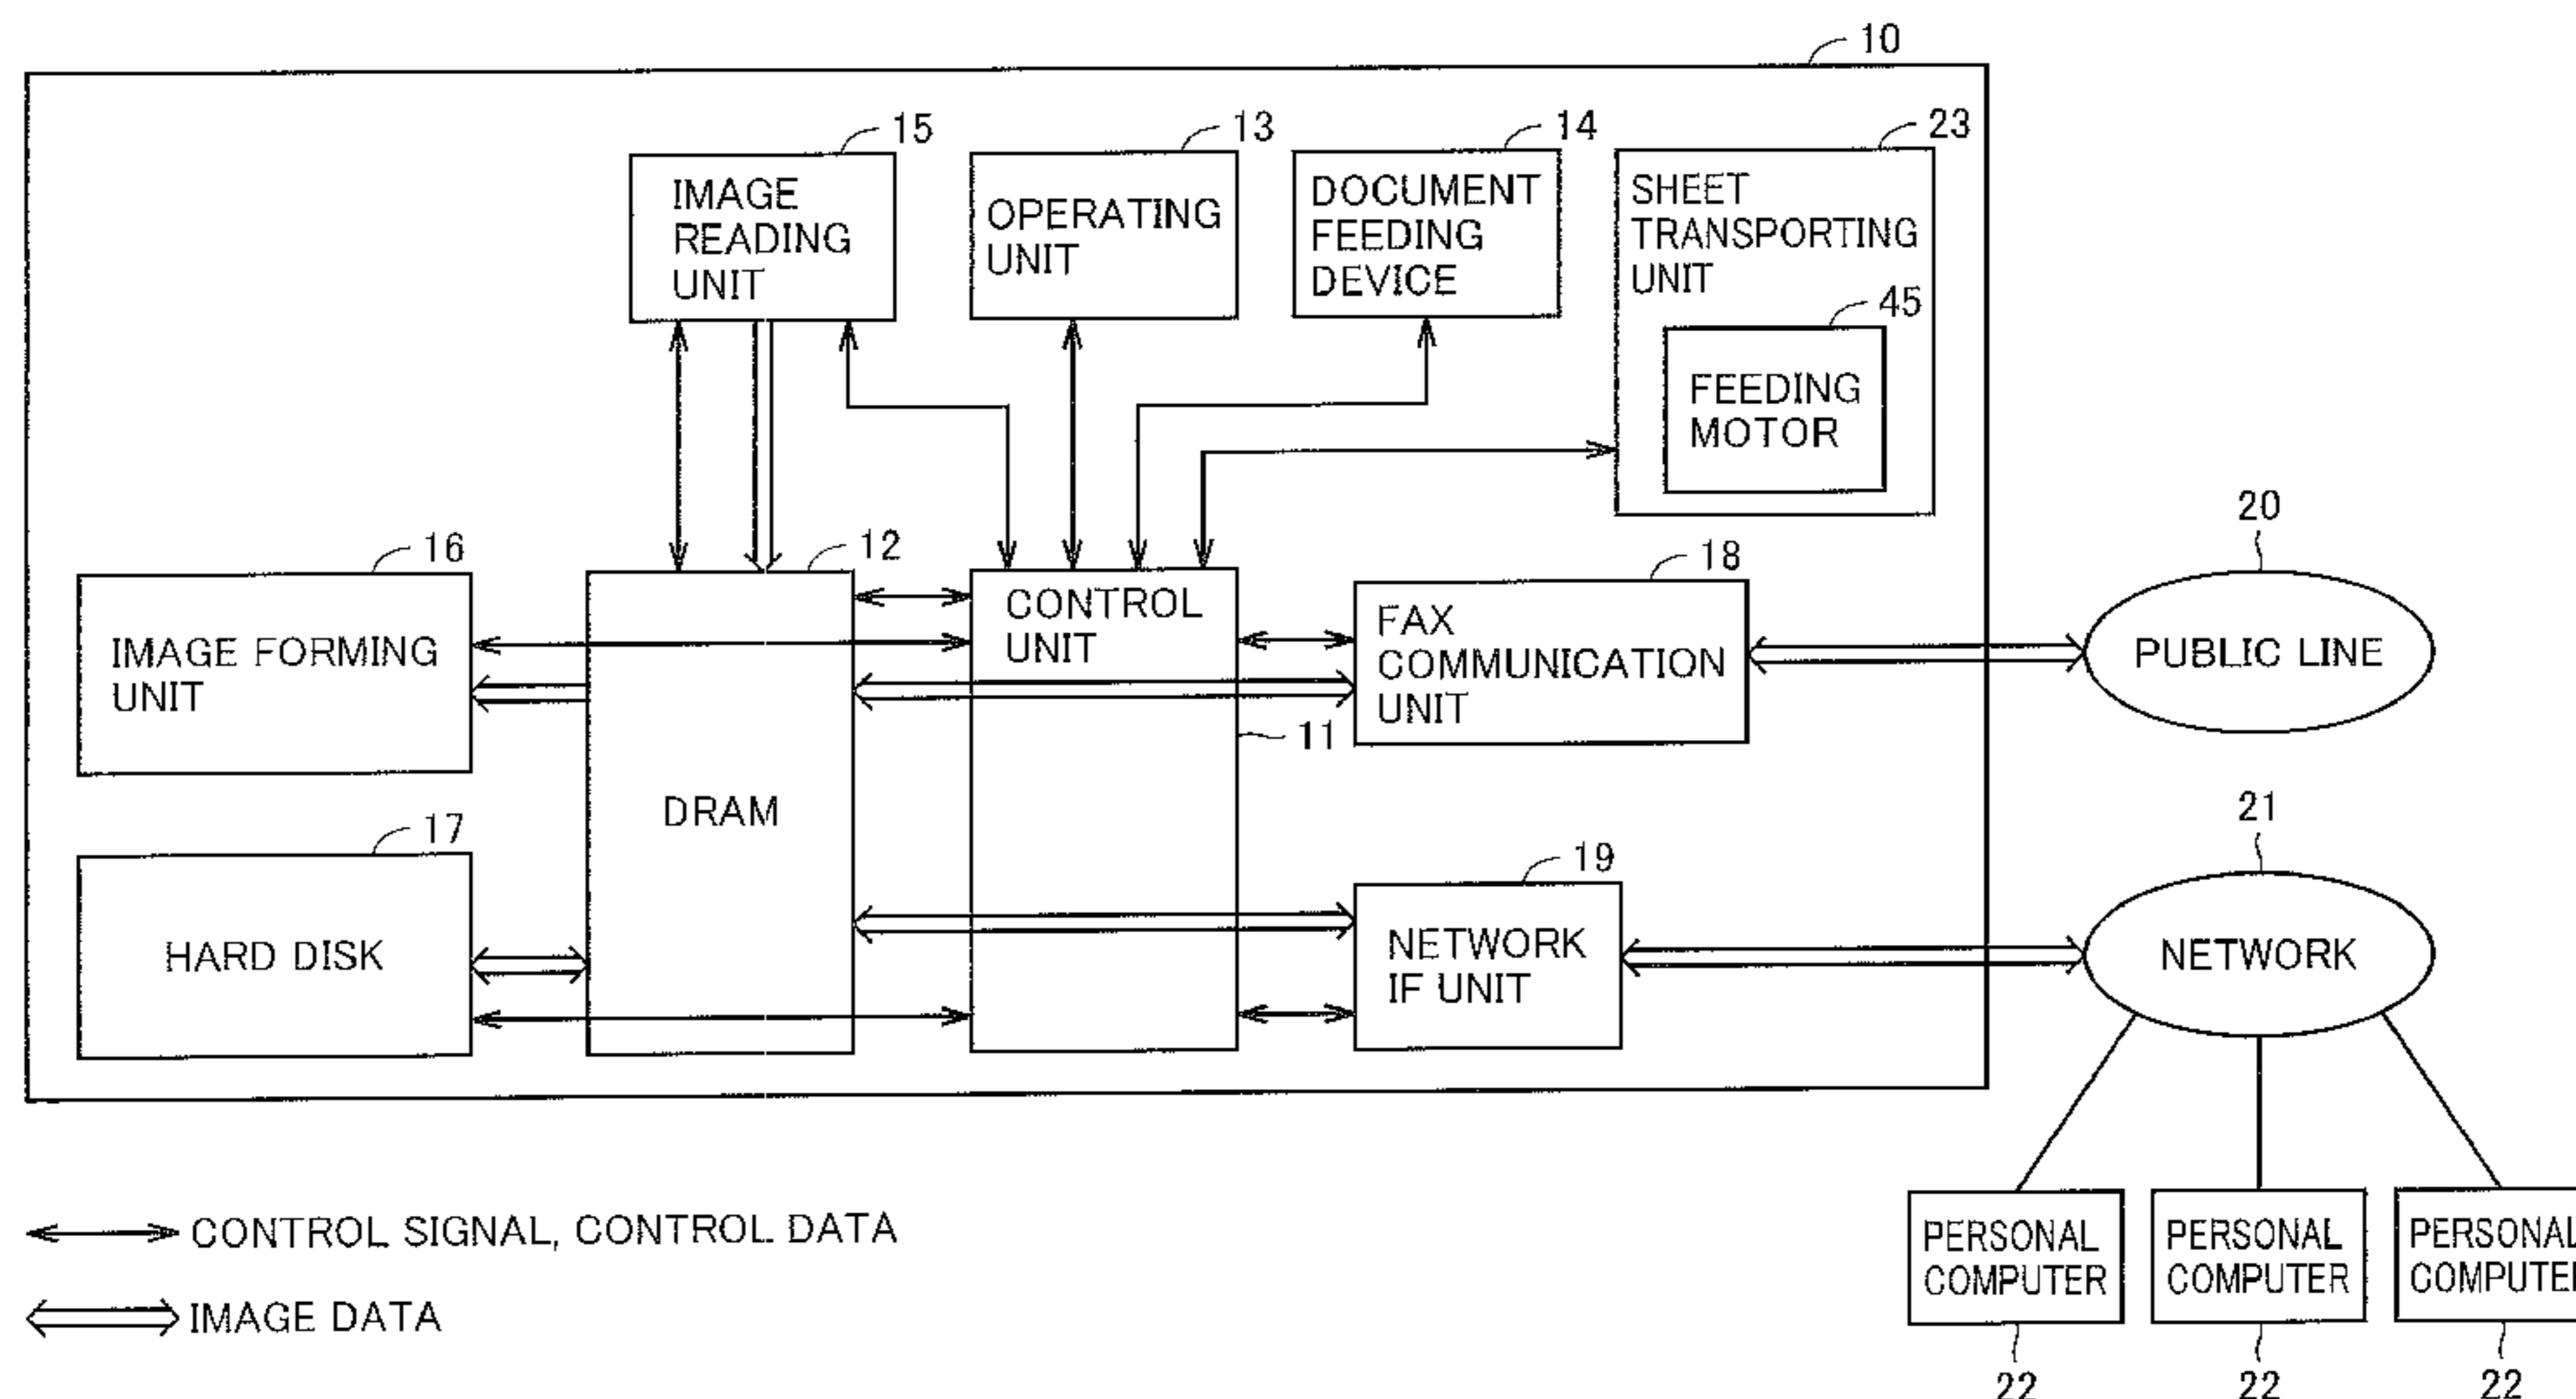 10
15
13
14
23
IMAGE
READING
UNIT
OPERATING
UNIT
DOCUMENT
FEEDING
DEVICE
SHEET
TRANSPORTING
UNIT
45
FEEDING
MOTOR
16
12
18
20
IMAGE FORMING
UNIT
DRAM
CONTROL
UNIT
11
FAX
COMMUNICATION
UNIT
PUBLIC LINE
17
19
21
HARD DISK
NETWORK
IF UNIT
NETWORK
CONTROL SIGNAL, CONTROL DATA
IMAGE DATA
PERSONAL
COMPUTER
PERSONAL
COMPUTER
PERSONAL
COMPUTER
22
22
22